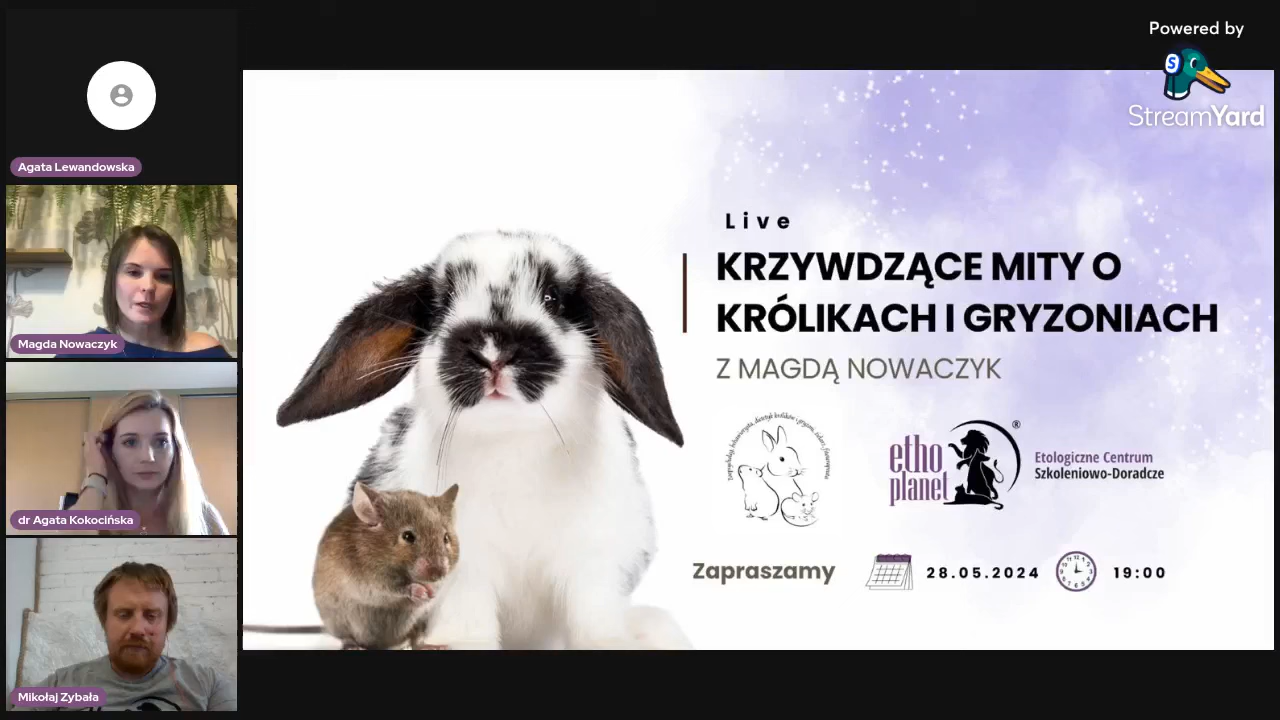 Powered by
StreamYard
Agata Lewandowska
Magda Nowaczyk
dr Agata Kokocińska
Mikołaj Zybała
Live
KRZYWDZĄCE MITY O
KRÓLIKACH I GRYZONIACH
Z MAGDĄ NOWACZYK
etho
planet
®
Etologiczne Centrum
Szkoleniowo-Doradcze
Zapraszamy
28.05.2024
19:00